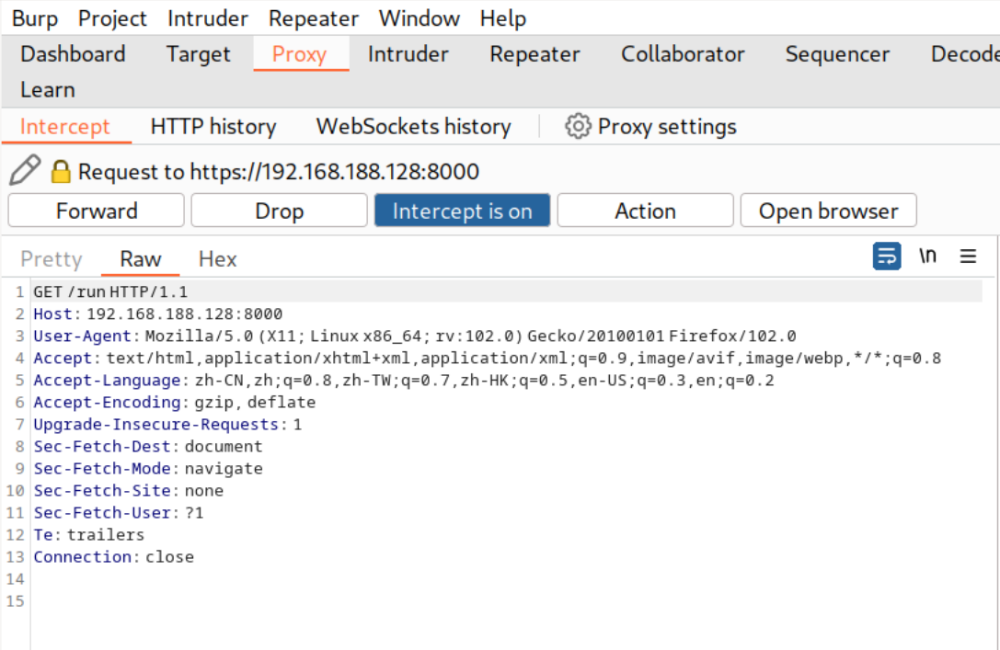 Burp Project Intruder Repeater Window Help
Dashboard Target Proxy Intruder Repeater Collaborator Sequencer Decode
Learn
Intercept HTTP history WebSockets history Proxy settings
Request to https://192.168.188.128:8000
Forward Drop Intercept is on Action Open browser
Pretty Raw Hex \n
1 GET /run HTTP/1.1
2 Host: 192.168.188.128:8000
3 User-Agent: Mozilla/5.0 (X11; Linux x86_64; rv:102.0) Gecko/20100101 Firefox/102.0
4 Accept: text/html,application/xhtml+xml,application/xml;q=0.9,image/avif,image/webp,*/*;q=0.8
5 Accept-Language: zh-CN,zh;q=0.8,zh-TW;q=0.7,zh-HK;q=0.5,en-US;q=0.3,en;q=0.2
6 Accept-Encoding: gzip, deflate
7 Upgrade-Insecure-Requests: 1
8 Sec-Fetch-Dest: document
9 Sec-Fetch-Mode: navigate
10 Sec-Fetch-Site: none
11 Sec-Fetch-User: ?1
12 Te: trailers
13 Connection: close
14
15